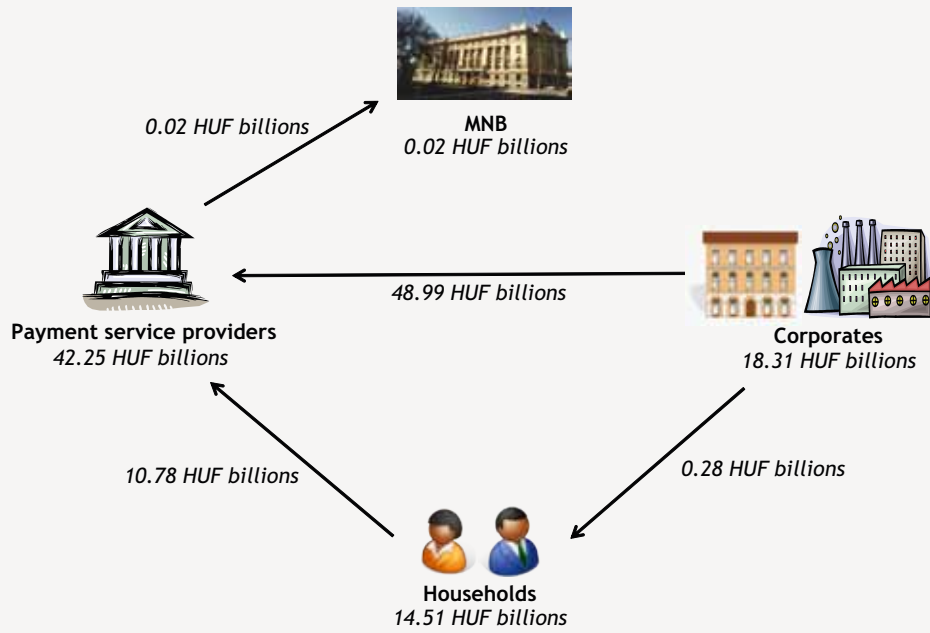 MNB
0.02 HUF billions
0.02 HUF billions
48.99 HUF billions
Payment service providers
42.25 HUF billions
Corporates
18.31 HUF billions
10.78 HUF billions
0.28 HUF billions
Households
14.51 HUF billions